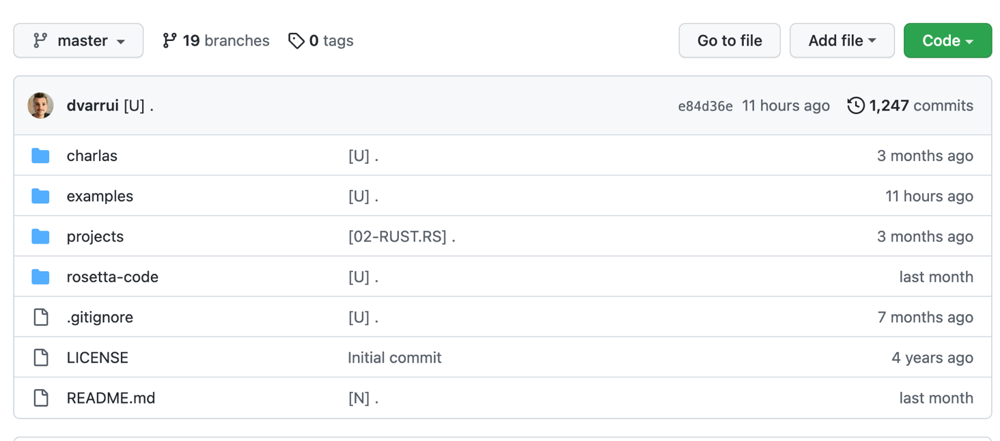 master 19 branches 0 tags Go to file Add file Code
dvarrui [U] . e84d36e 11 hours ago 1,247 commits
charlas [U] . 3 months ago
examples [U] . 11 hours ago
projects [02-RUST.RS] . 3 months ago
rosetta-code [U] . last month
.gitignore [U] . 7 months ago
LICENSE Initial commit 4 years ago
README.md [N] . last month